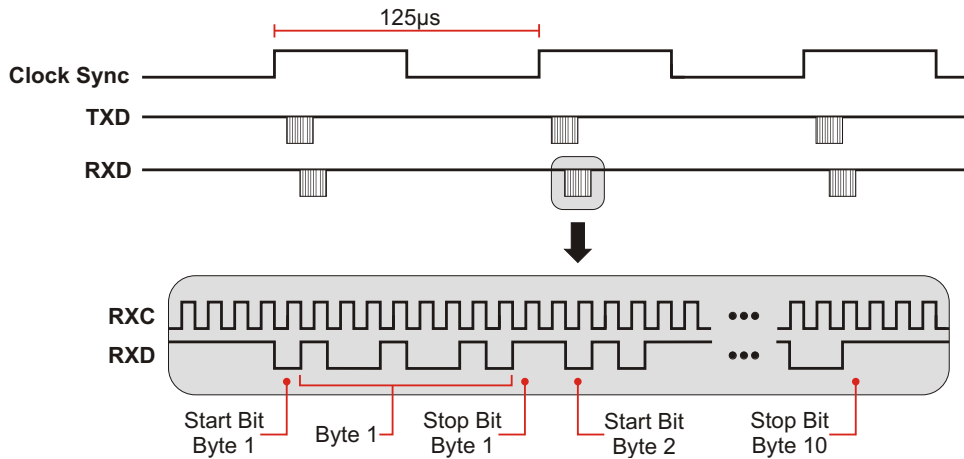 125µs
Clock Sync
TXD
RXD
RXC
RXD
Start Bit
Byte 1
Byte 1
Stop Bit
Byte 1
Start Bit
Byte 2
Stop Bit
Byte 10